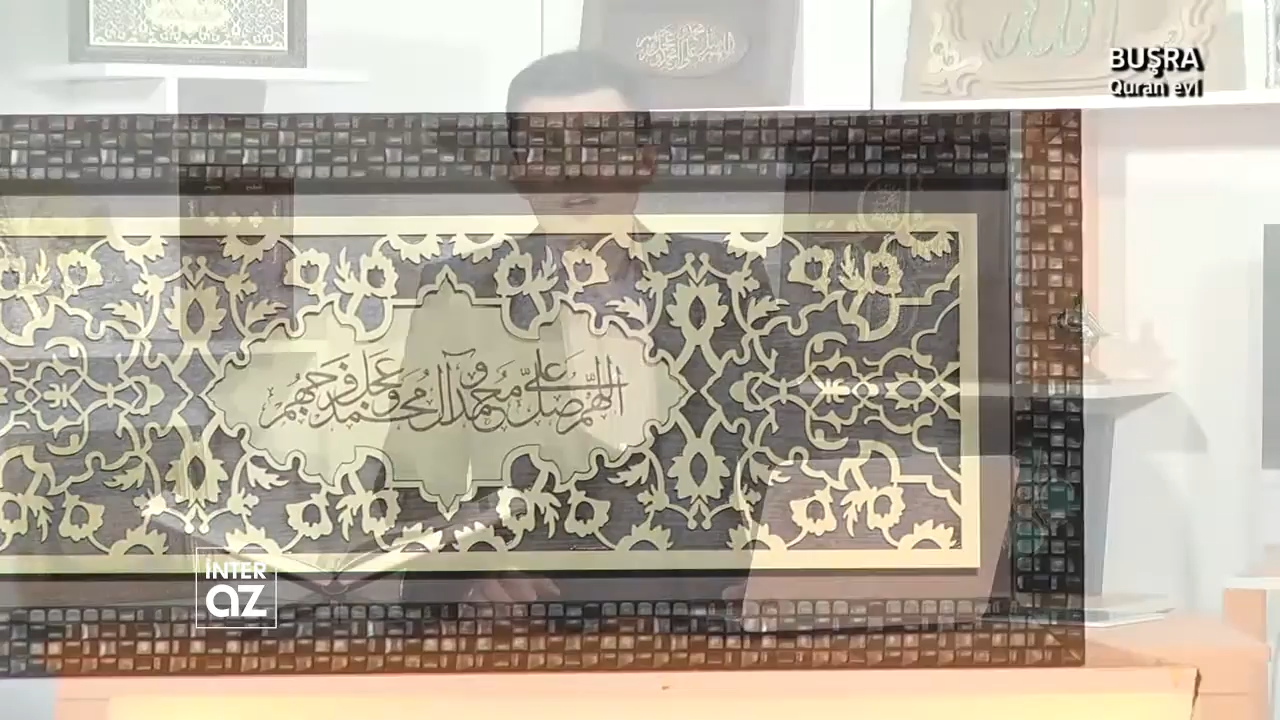 BUŞRA
Quran evi
اللهم صل على محمد وآل محمد وعجل فرجهم
İNTER
az